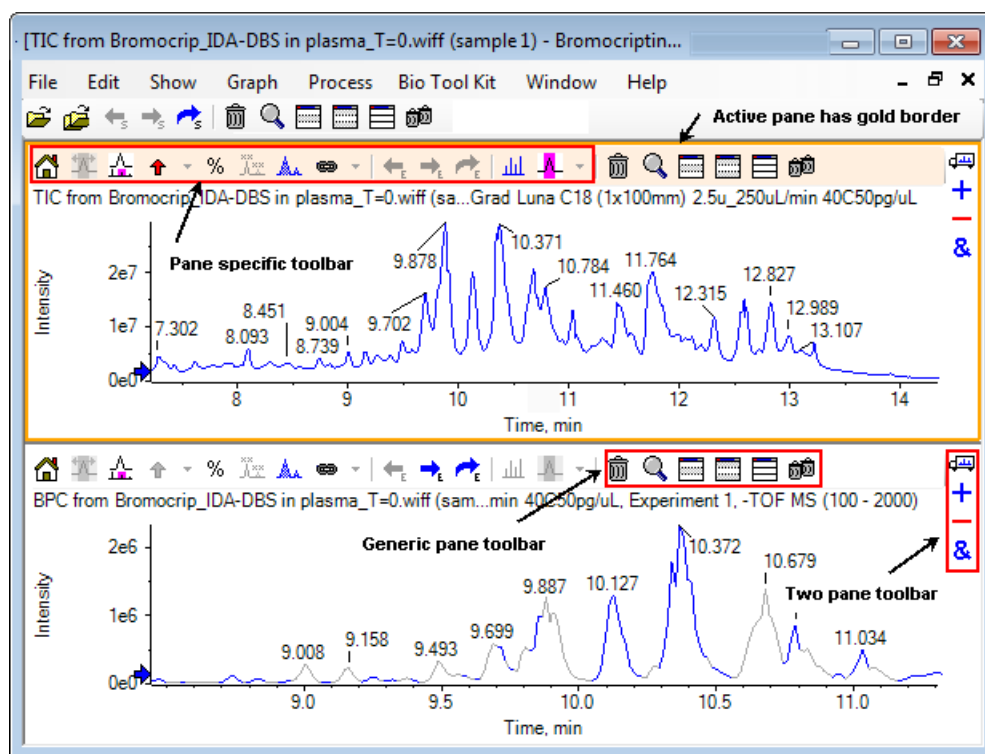 [TIC from Bromocrip_IDA-DBS in plasma_T=0.wiff (sample 1) - Bromocriptin...
File Edit Show Graph Process Bio Tool Kit Window Help
S S S
Active pane has gold border
% E E E
TIC from Bromocrip_IDA-DBS in plasma_T=0.wiff (sa...Grad Luna C18 (1x100mm) 2.5u_250uL/min 40C50pg/uL
&
Pane specific toolbar
Intensity
2e7
1e7
0e0
7.302
8.093
8.451
8.739
9.004
9.702
9.878
10.371
10.784
11.460
11.764
12.315
12.827
12.989
13.107
8 9 10 11 12 13 14
Time, min
% E E E
BPC from Bromocrip_IDA-DBS in plasma_T=0.wiff (sam...min 40C50pg/uL, Experiment 1, -TOF MS (100 - 2000)
&
Generic pane toolbar
Two pane toolbar
Intensity
2e6
1e6
0e0
9.008
9.158
9.493
9.699
9.887
10.127
10.372
10.679
11.034
9.0 9.5 10.0 10.5 11.0
Time, min